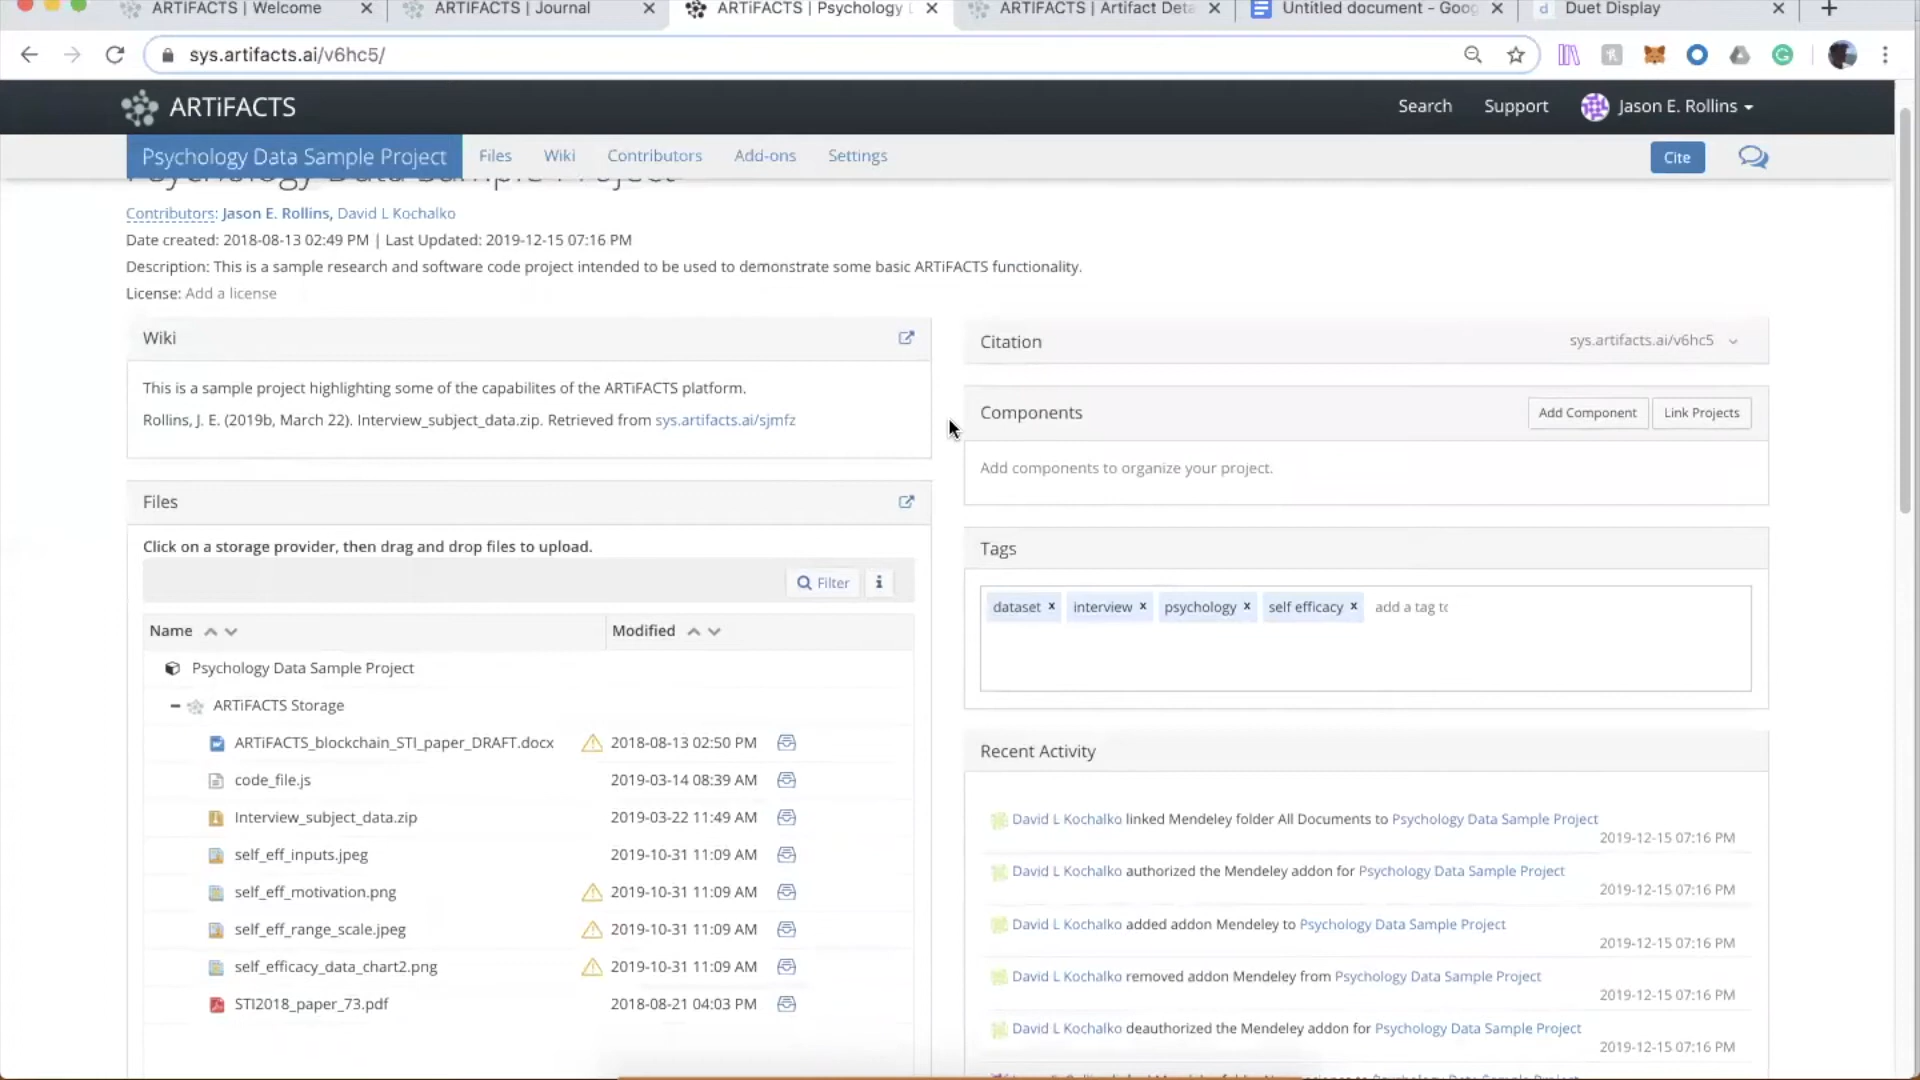 ARTiFACTS | Welcome
ARTiFACTS | Journal
ARTiFACTS | Psychology
ARTiFACTS | Artifact Deta
Untitled document - Goog
d Duet Display
sys.artifacts.ai/v6hc5/
ARTiFACTS
Search
Support
Jason E. Rollins
Psychology Data Sample Project
Files
Wiki
Contributors
Add-ons
Settings
Cite
Psychology Data Sample Project
Contributors: Jason E. Rollins, David L Kochalko
Date created: 2018-08-13 02:49 PM | Last Updated: 2019-12-15 07:16 PM
Description: This is a sample research and software code project intended to be used to demonstrate some basic ARTiFACTS functionality.
License: Add a license
Wiki
This is a sample project highlighting some of the capabilites of the ARTiFACTS platform.
Rollins, J. E. (2019b, March 22). Interview_subject_data.zip. Retrieved from sys.artifacts.ai/sjmfz
Files
Click on a storage provider, then drag and drop files to upload.
Filter
i
Name
Modified
Psychology Data Sample Project
ARTiFACTS Storage
ARTiFACTS_blockchain_STI_paper_DRAFT.docx 2018-08-13 02:50 PM
code_file.js 2019-03-14 08:39 AM
Interview_subject_data.zip 2019-03-22 11:49 AM
self_eff_inputs.jpeg 2019-10-31 11:09 AM
self_eff_motivation.png 2019-10-31 11:09 AM
self_eff_range_scale.jpeg 2019-10-31 11:09 AM
self_efficacy_data_chart2.png 2019-10-31 11:09 AM
STI2018_paper_73.pdf 2018-08-21 04:03 PM
Citation
sys.artifacts.ai/v6hc5
Components
Add Component
Link Projects
Add components to organize your project.
Tags
dataset x interview x psychology x self efficacy x add a tag to
Recent Activity
David L Kochalko linked Mendeley folder All Documents to Psychology Data Sample Project
2019-12-15 07:16 PM
David L Kochalko authorized the Mendeley addon for Psychology Data Sample Project
2019-12-15 07:16 PM
David L Kochalko added addon Mendeley to Psychology Data Sample Project
2019-12-15 07:16 PM
David L Kochalko removed addon Mendeley from Psychology Data Sample Project
2019-12-15 07:16 PM
David L Kochalko deauthorized the Mendeley addon for Psychology Data Sample Project
2019-12-15 07:16 PM